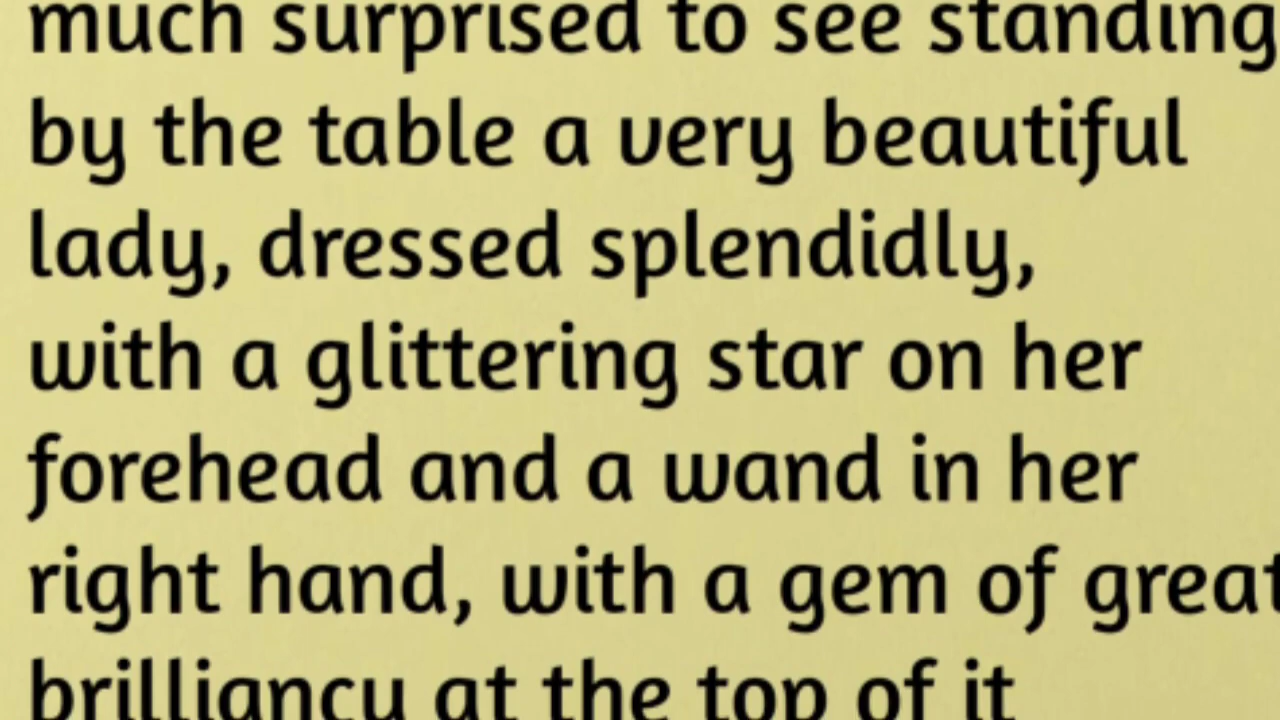 much surprised to see standing
by the table a very beautiful
lady, dressed splendidly,
with a glittering star on her
forehead and a wand in her
right hand, with a gem of great
brilliancy at the top of it